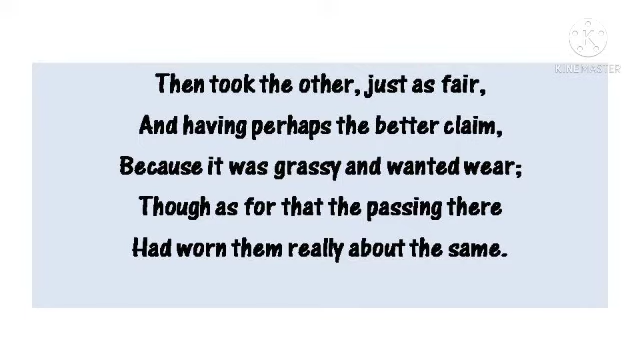 KINEMASTER
Then took the other, just as fair,
And having perhaps the better claim,
Because it was grassy and wanted wear;
Though as for that the passing there
Had worn them really about the same.